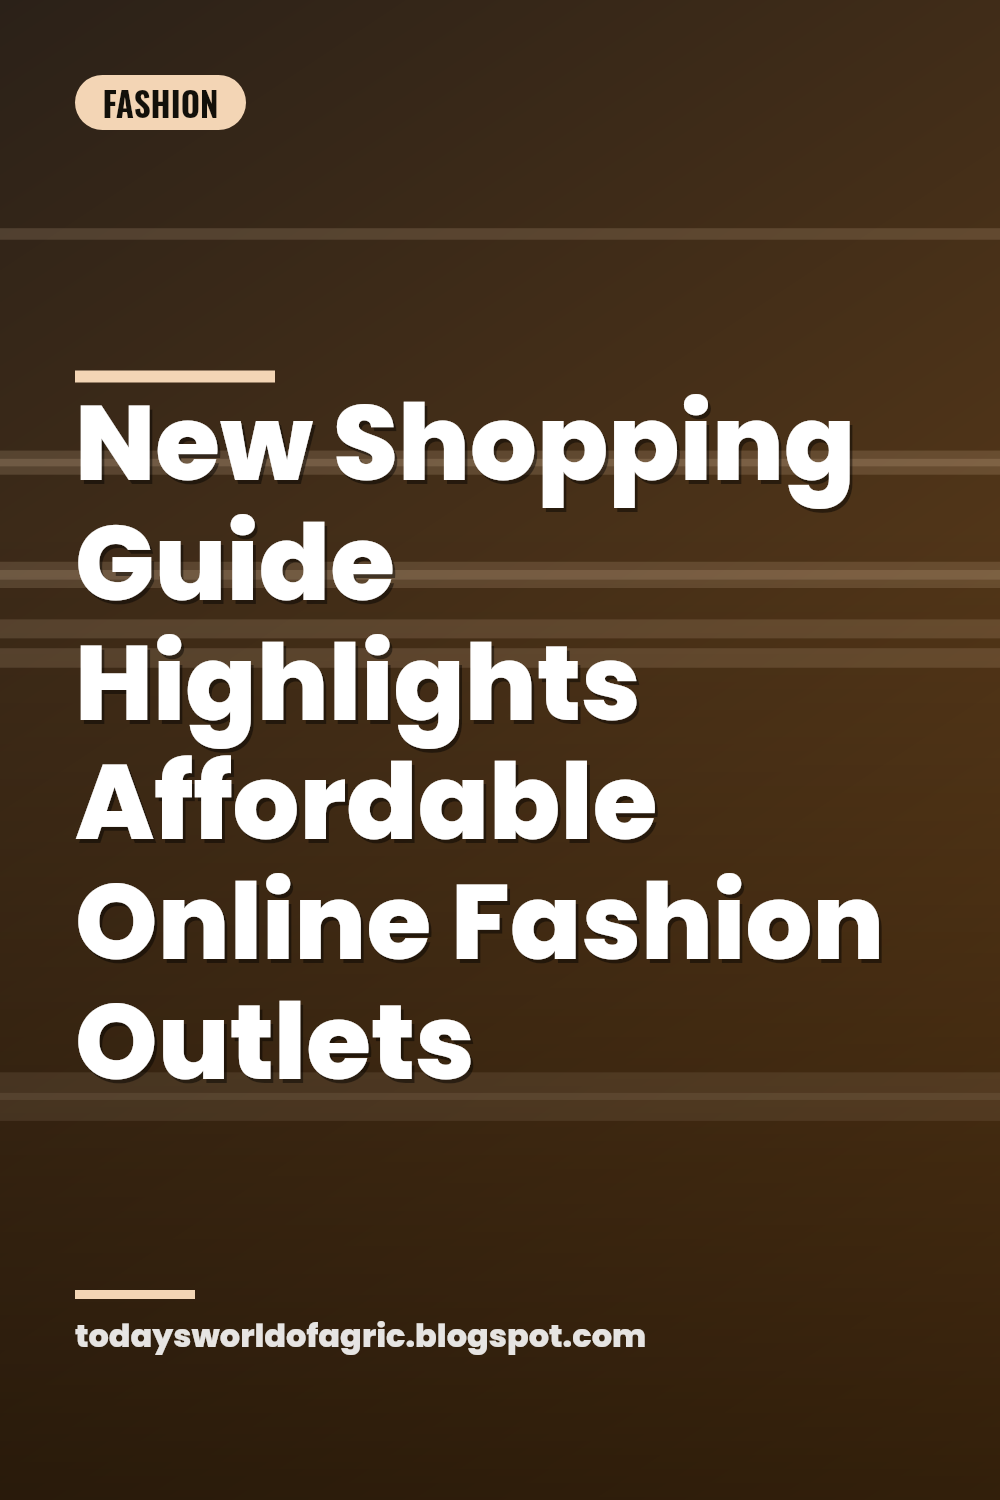 FASHION
New Shopping
Guide
Highlights
Affordable
Online Fashion
Outlets
todaysworldofagric.blogspot.com